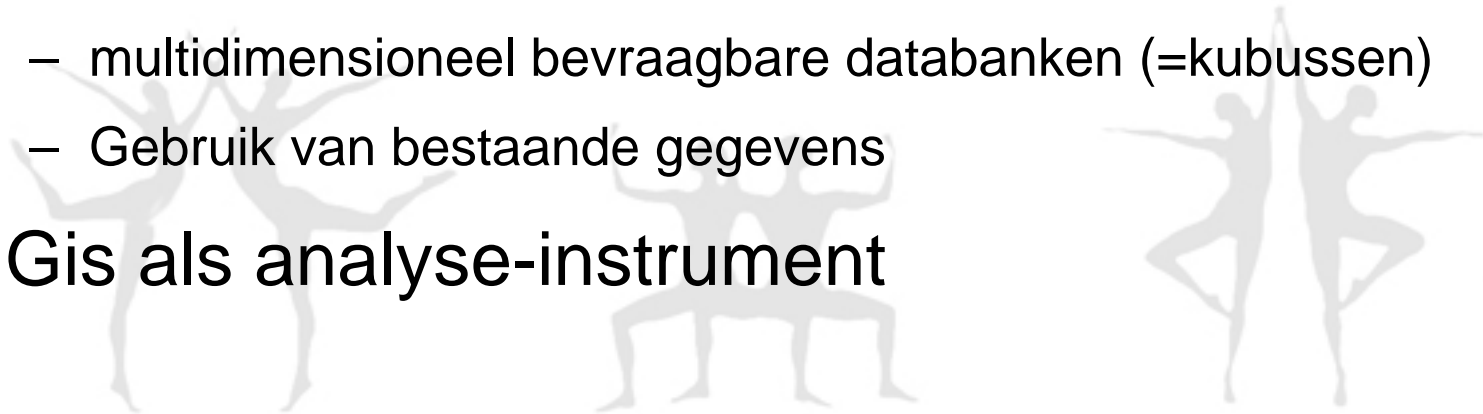 – multidimensioneel bevraagbare databanken (=kubussen)
– Gebruik van bestaande gegevens
Gis als analyse-instrument